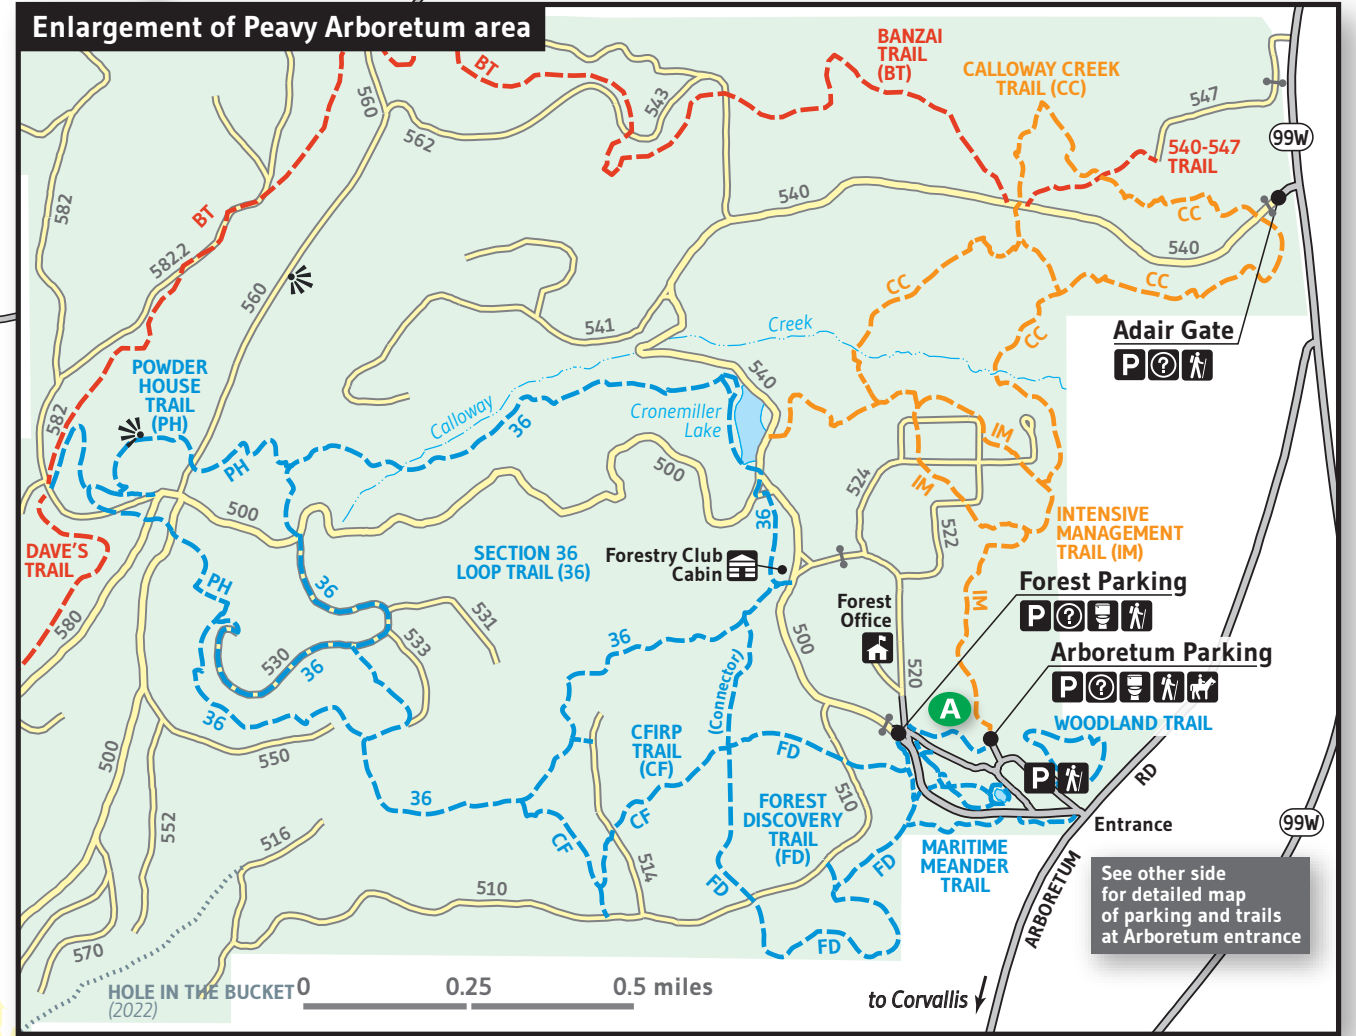 Enlargement of Peavy Arboretum area
BANZAI
TRAIL
(BT)
BT
CALLOWAY CREEK
TRAIL (CC)
560
543
547
562
99W
540-547
TRAIL
582
BT
540
CC
582.2
540
560
CC
CC
541
Creek
CC
Adair Gate
P ?
POWDER
HOUSE
TRAIL
(PH)
540
582
Calloway
36
Cronemiller
Lake
IM
PH
500
524
IM
500
36
522
INTENSIVE
MANAGEMENT
TRAIL (IM)
DAVE'S
TRAIL
SECTION 36
LOOP TRAIL (36)
Forestry Club
Cabin
PH
36
Forest Parking
P ?
IM
Forest
Office
580
531
533
36
500
Arboretum Parking
P ?
530
36
(Connector)
520
A
36
WOODLAND TRAIL
CFIRP
TRAIL
(CF)
FD
500
550
P
RD
36
510
FOREST
DISCOVERY
TRAIL
(FD)
CF
Entrance
99W
552
516
CF
514
FD
MARITIME
MEANDER
TRAIL
510
FD
ARBORETUM
See other side
for detailed map
of parking and trails
at Arboretum entrance
570
FD
HOLE IN THE BUCKET
(2022)
0 0.25 0.5 miles
to Corvallis